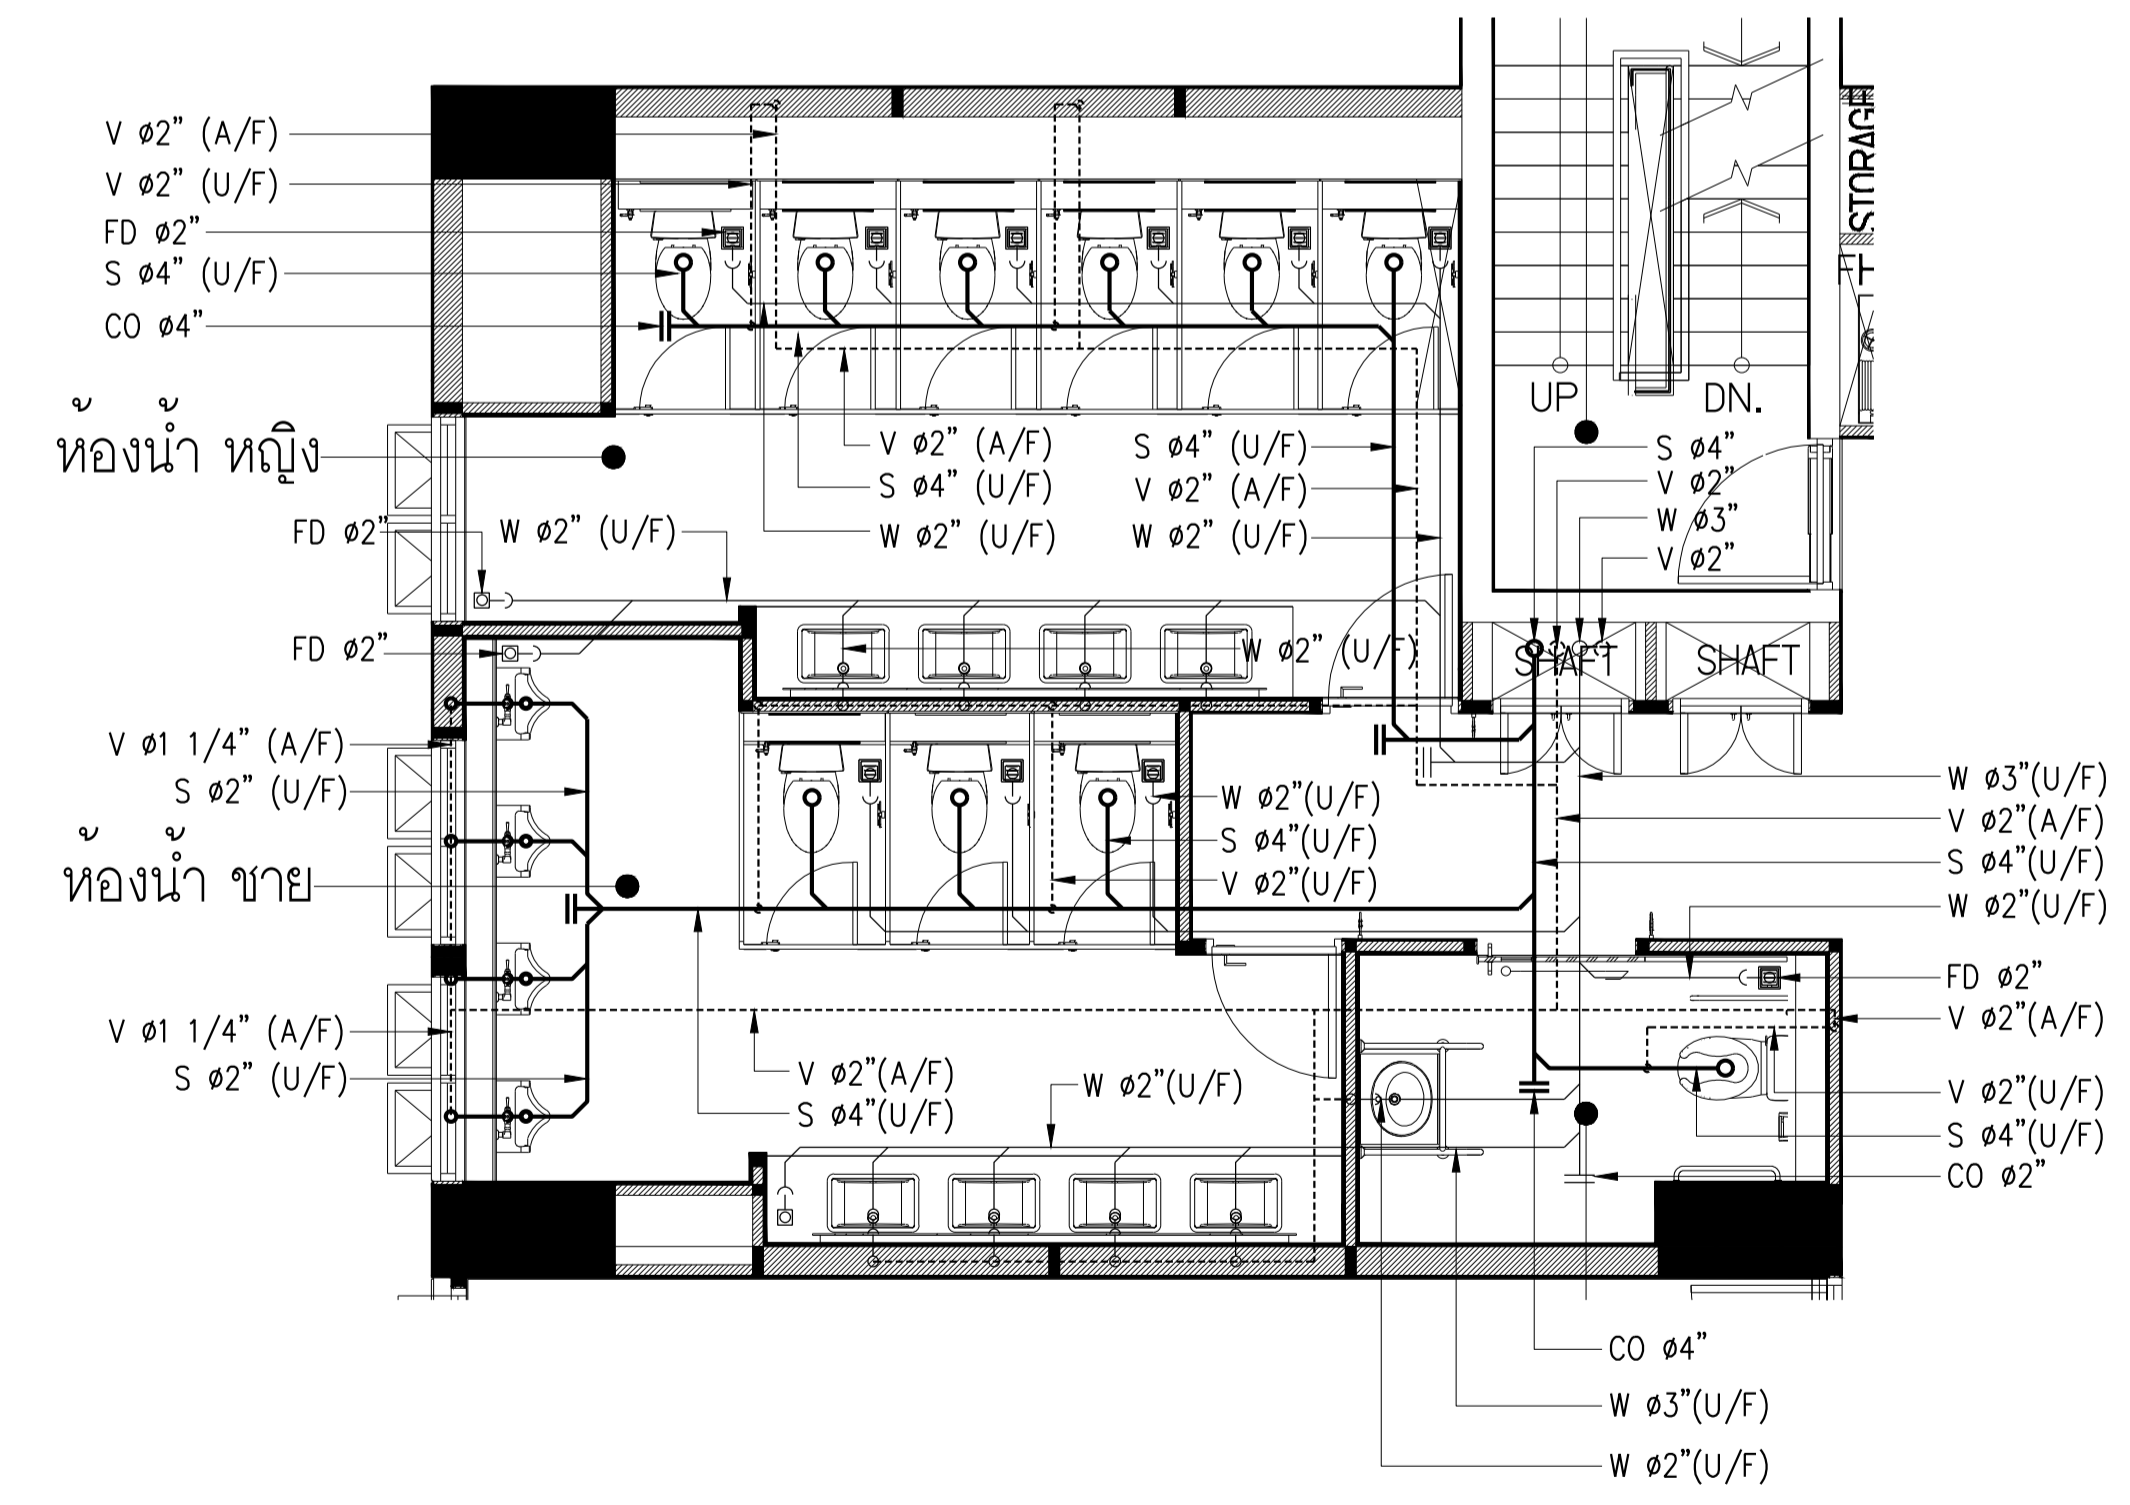 STORAGE
V ø2" (A/F)
V ø2" (U/F)
FD ø2"
S ø4" (U/F)
CO ø4"
UP
DN.
ห้องน้ำ หญิง
V ø2" (A/F)
S ø4" (U/F)
W ø2" (U/F)
S ø4" (U/F)
V ø2" (A/F)
W ø2" (U/F)
S ø4"
V ø2"
W ø3"
V ø2"
FD ø2"
W ø2" (U/F)
FD ø2"
W ø2" (U/F)
SHAFT
SHAFT
V ø1 1/4" (A/F)
S ø2" (U/F)
ห้องน้ำ ชาย
W ø2"(U/F)
S ø4"(U/F)
V ø2"(U/F)
W ø3"(U/F)
V ø2"(A/F)
S ø4"(U/F)
W ø2"(U/F)
FD ø2"
V ø2"(A/F)
V ø2"(U/F)
S ø4"(U/F)
CO ø2"
V ø1 1/4" (A/F)
S ø2" (U/F)
V ø2"(A/F)
S ø4"(U/F)
W ø2"(U/F)
CO ø4"
W ø3"(U/F)
W ø2"(U/F)